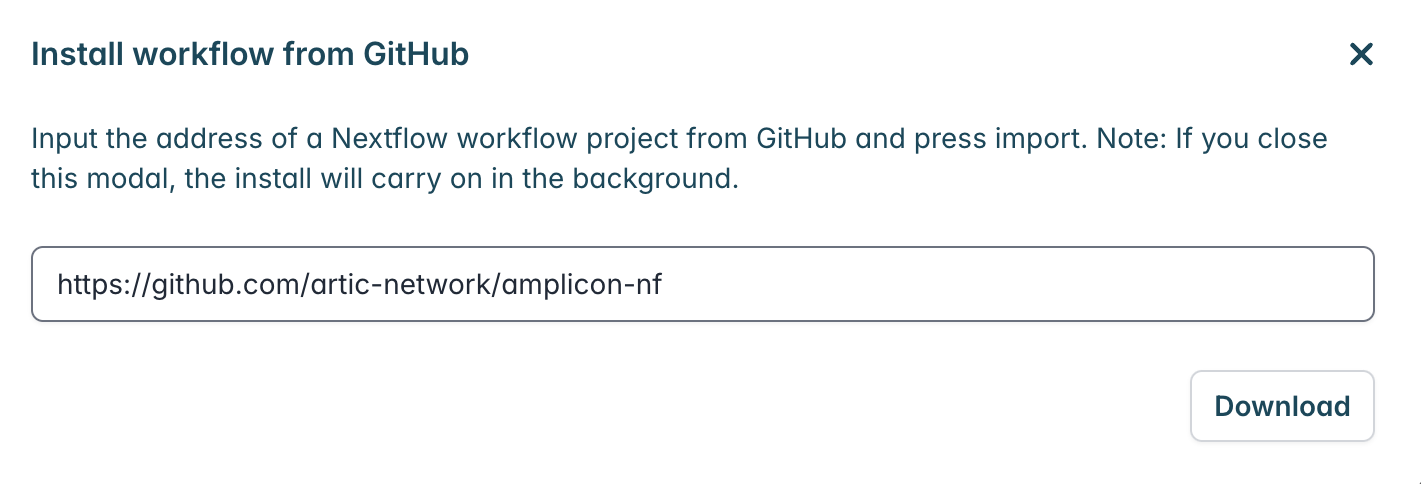 Install workflow from GitHub
Input the address of a Nextflow workflow project from GitHub and press import. Note: If you close
this modal, the install will carry on in the background.
https://github.com/artic-network/amplicon-nf
Download